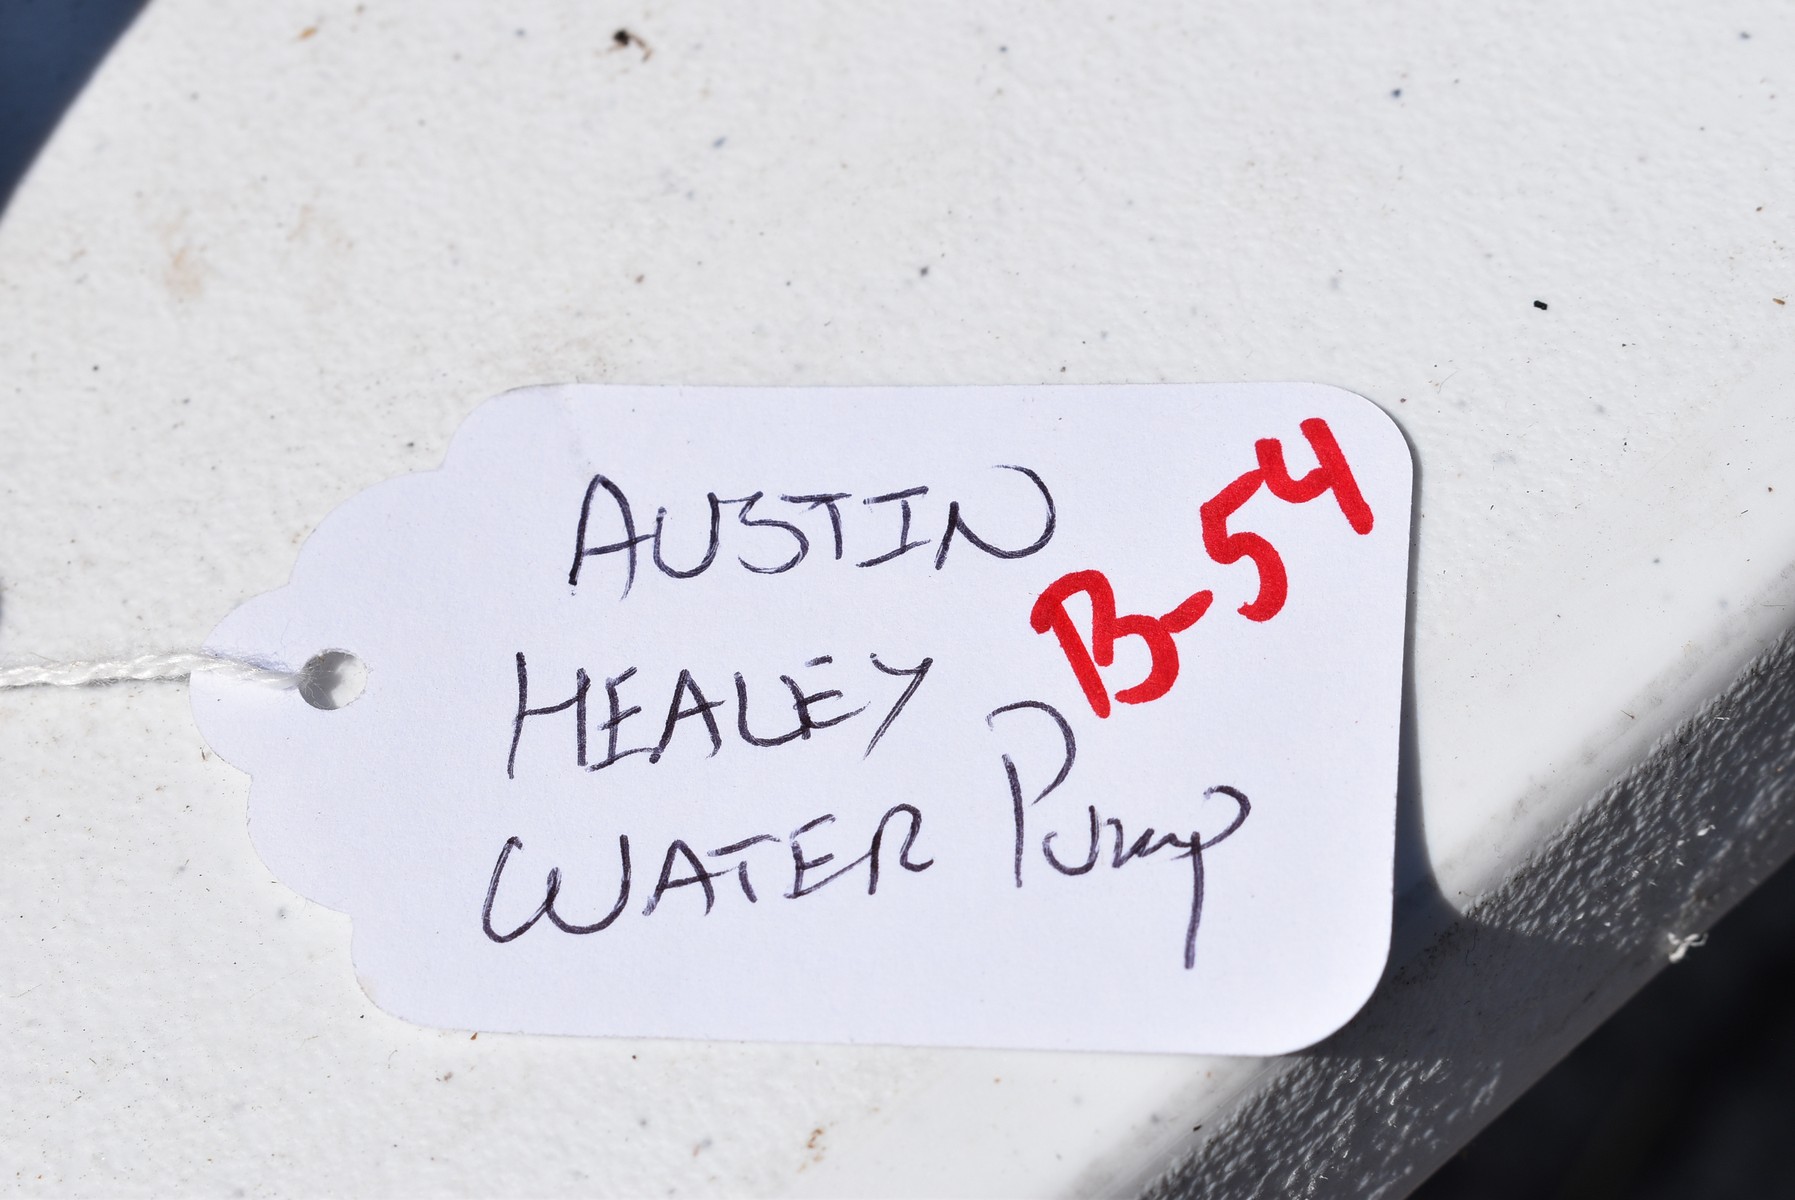 AUSTIN
B-54
HEALEY
WATER Pump